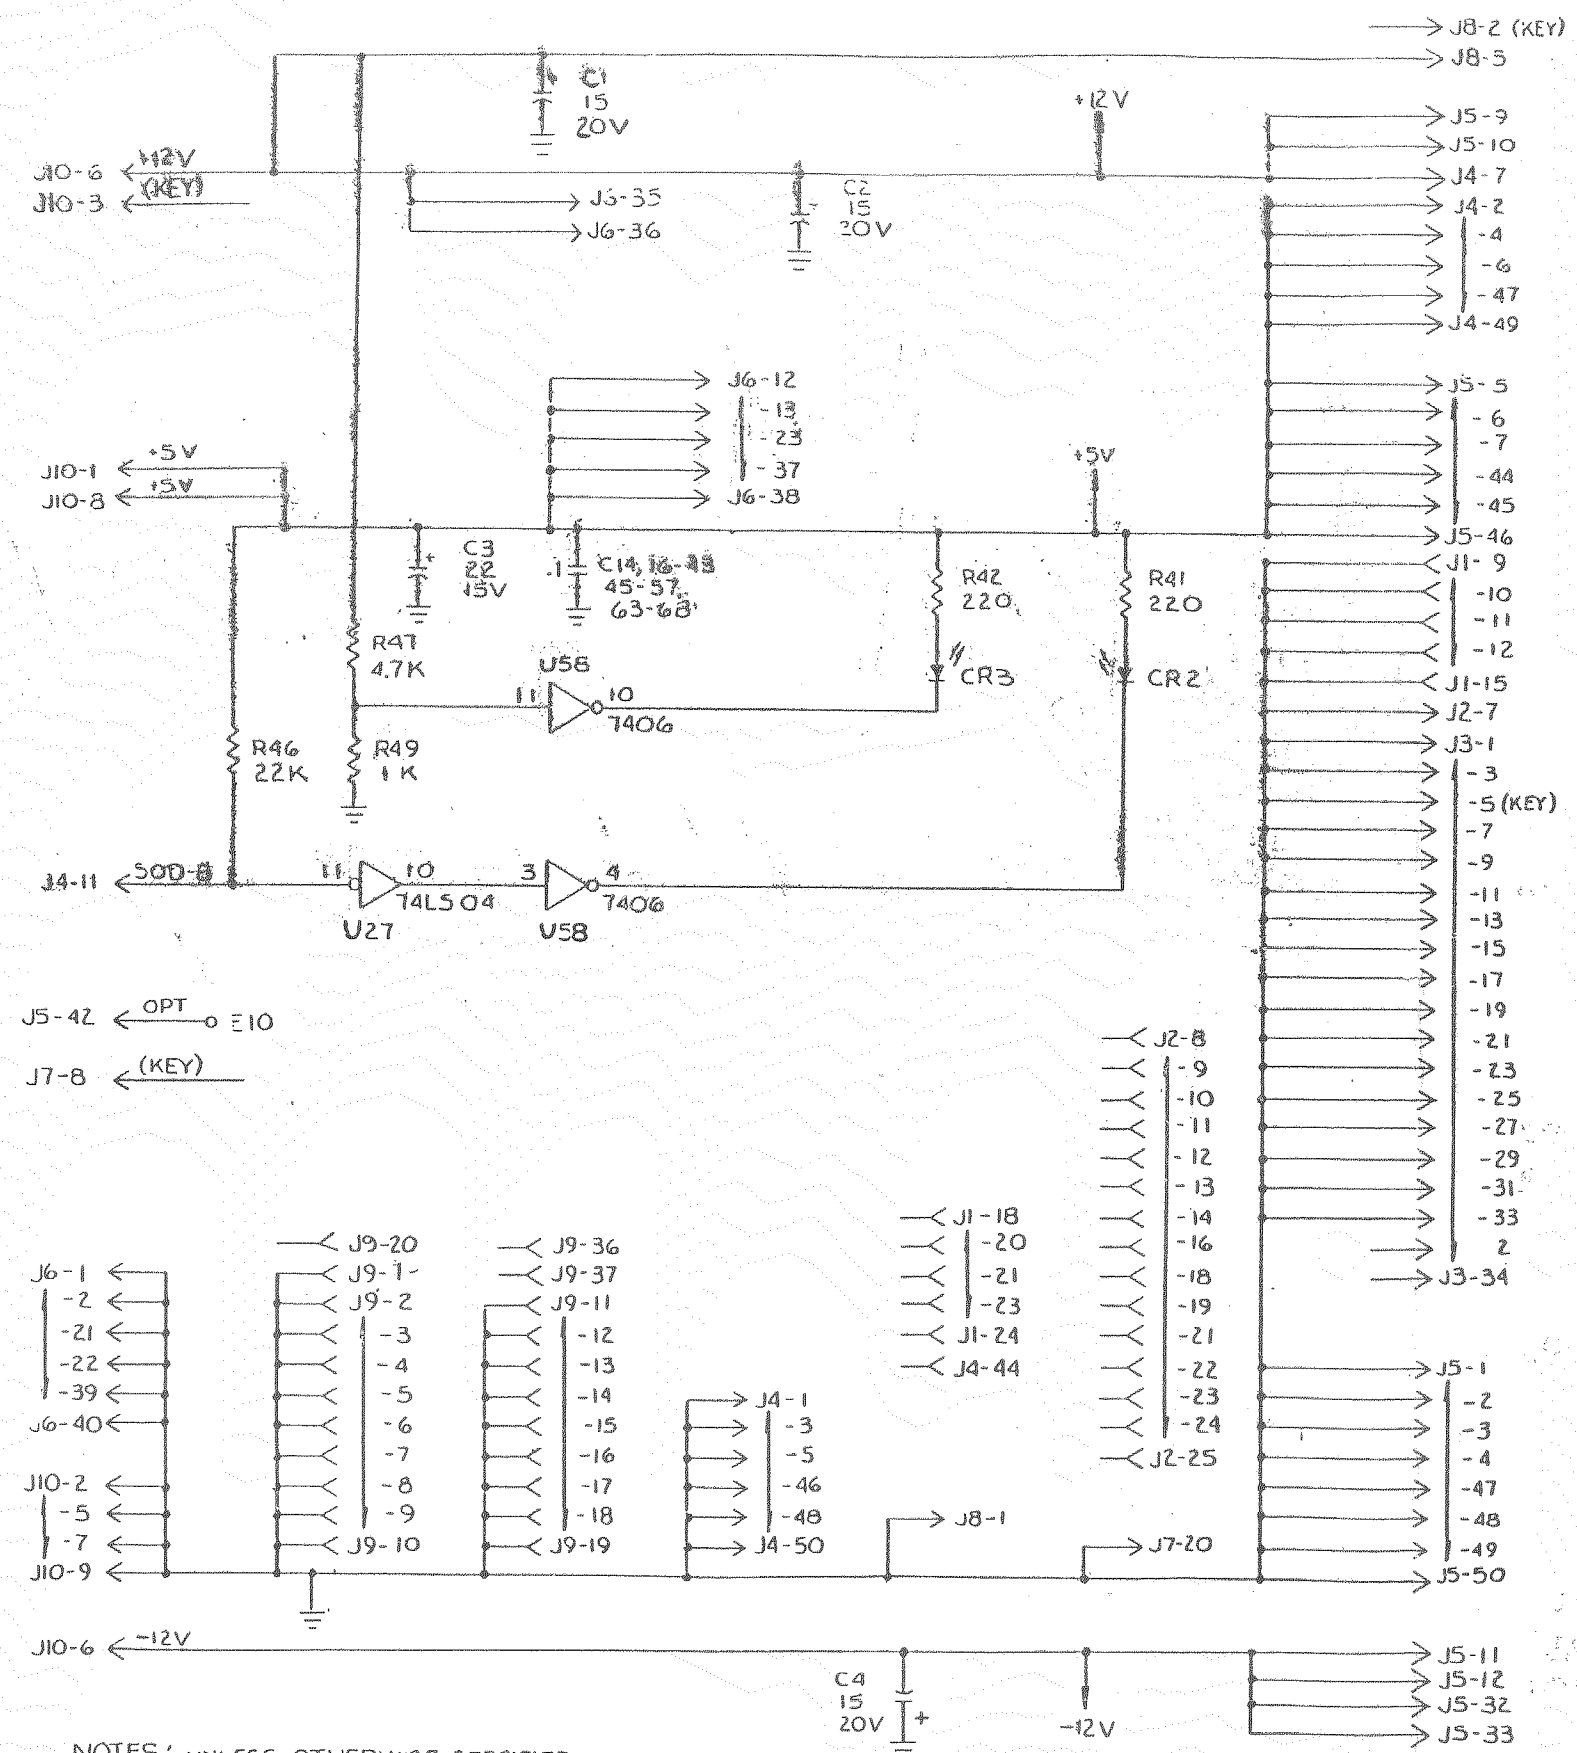 J8-2 (KEY)
J8-5
C1
15
20V
+12V
J5-9
J5-10
J4-7
J10-6
+12V
J10-3
(KEY)
J6-35
J6-36
C2
15
20V
J4-2
-4
-6
-47
J4-49
J6-12
-13
-23
-37
J6-38
J5-5
-6
-7
-44
-45
J5-46
J10-1
+5V
J10-8
+5V
+5V
C3
22
15V
.1
C14, 16-43
45-57,
63-68
R42
220
R41
220
J1-9
-10
-11
-12
J1-15
J2-7
R47
4.7K
U58
11
10
7406
CR3
CR2
R46
22K
R49
1K
J4-11
SOD-B
11
10
74LS04
U27
3
4
7406
U58
J3-1
-3
-5 (KEY)
-7
-9
-11
-13
-15
-17
-19
-21
-23
-25
-27
-29
-31
-33
2
J3-34
J5-42
OPT
E10
J7-8
(KEY)
J2-8
-9
-10
-11
-12
-13
-14
-16
-18
-19
-21
-22
-23
-24
J2-25
J1-18
-20
-21
-23
J1-24
J4-44
J6-1
-2
-21
-22
-39
J6-40
J10-2
-5
-7
J10-9
J9-20
J9-1
J9-2
-3
-4
-5
-6
-7
-8
-9
J9-10
J9-36
J9-37
J9-11
-12
-13
-14
-15
-16
-17
-18
J9-19
J4-1
-3
-5
-46
-48
J4-50
J8-1
J7-20
J5-1
-2
-3
-4
-47
-48
-49
J5-50
J10-6
-12V
C4
15
20V
+
-12V
J5-11
J5-12
J5-32
J5-33
NOTES: UNLESS OTHERWISE SPECIFIED